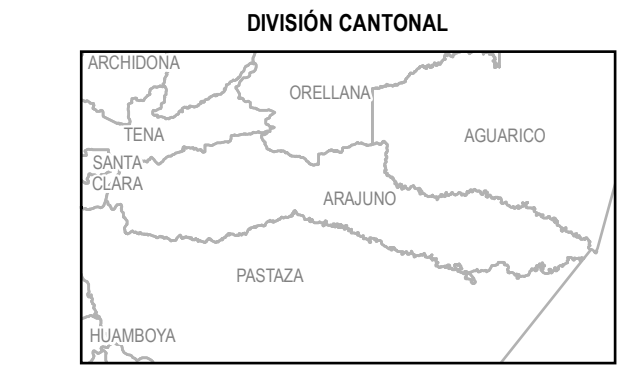 DIVISIÓN CANTONAL
ARCHIDONA
ORELLANA
TENA
AGUARICO
SANTA
CLARA
ARAJUNO
PASTAZA
HUAMBOYA